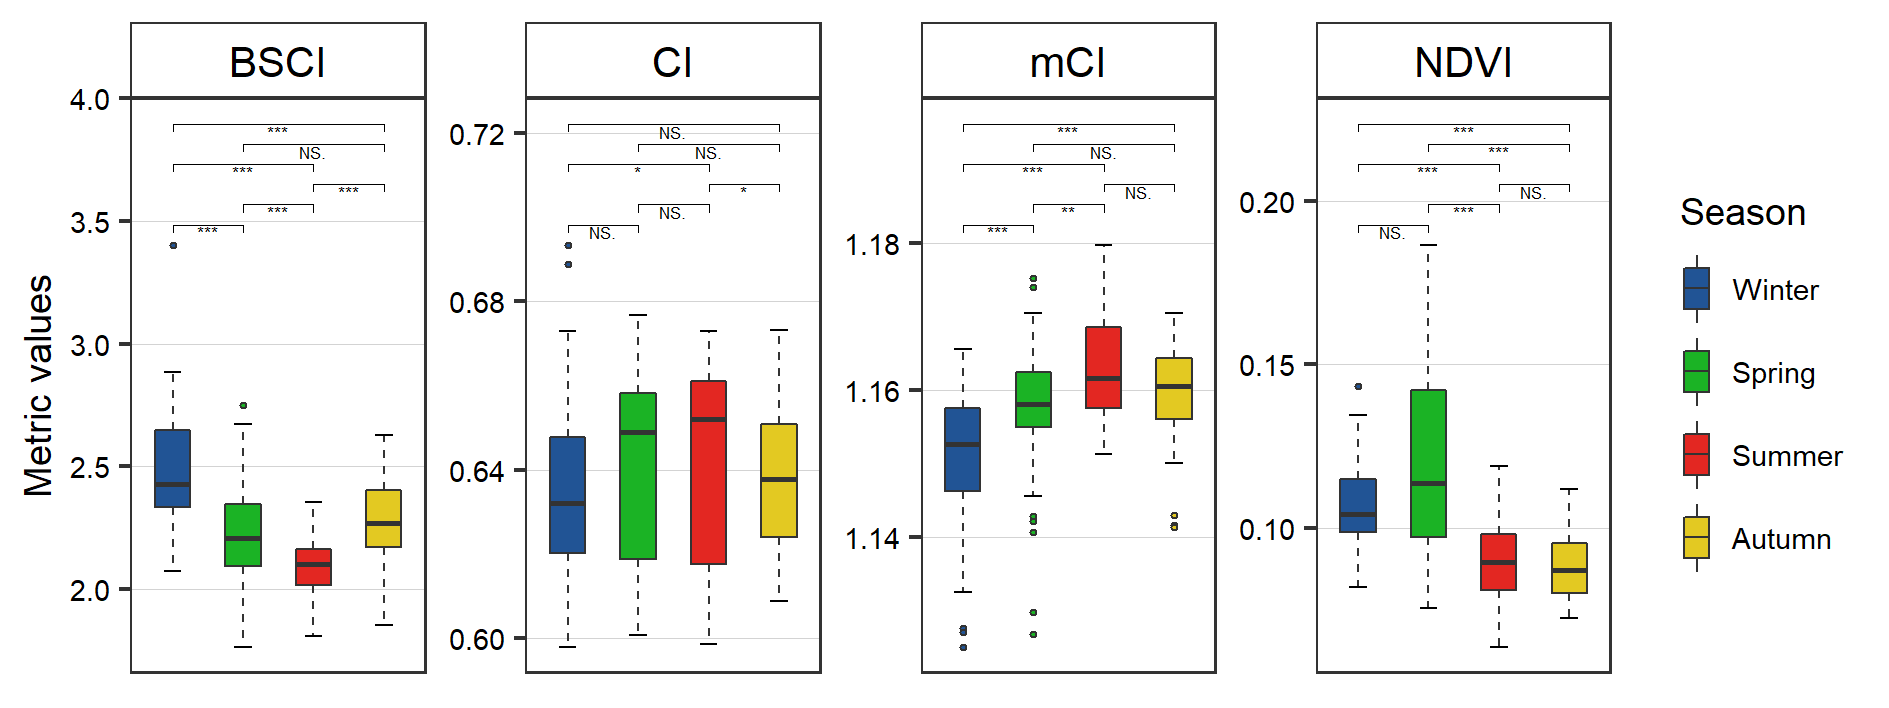 BSCI CI mCI NDVI
Metric values
4.0
3.5
3.0
2.5
2.0
***
NS.
***
***
***
***
0.72
0.68
0.64
0.60
NS.
NS.
*
*
NS.
NS.
1.18
1.16
1.14
***
NS.
***
NS.
**
***
0.20
0.15
0.10
***
***
***
NS.
***
NS.
Season
Winter
Spring
Summer
Autumn